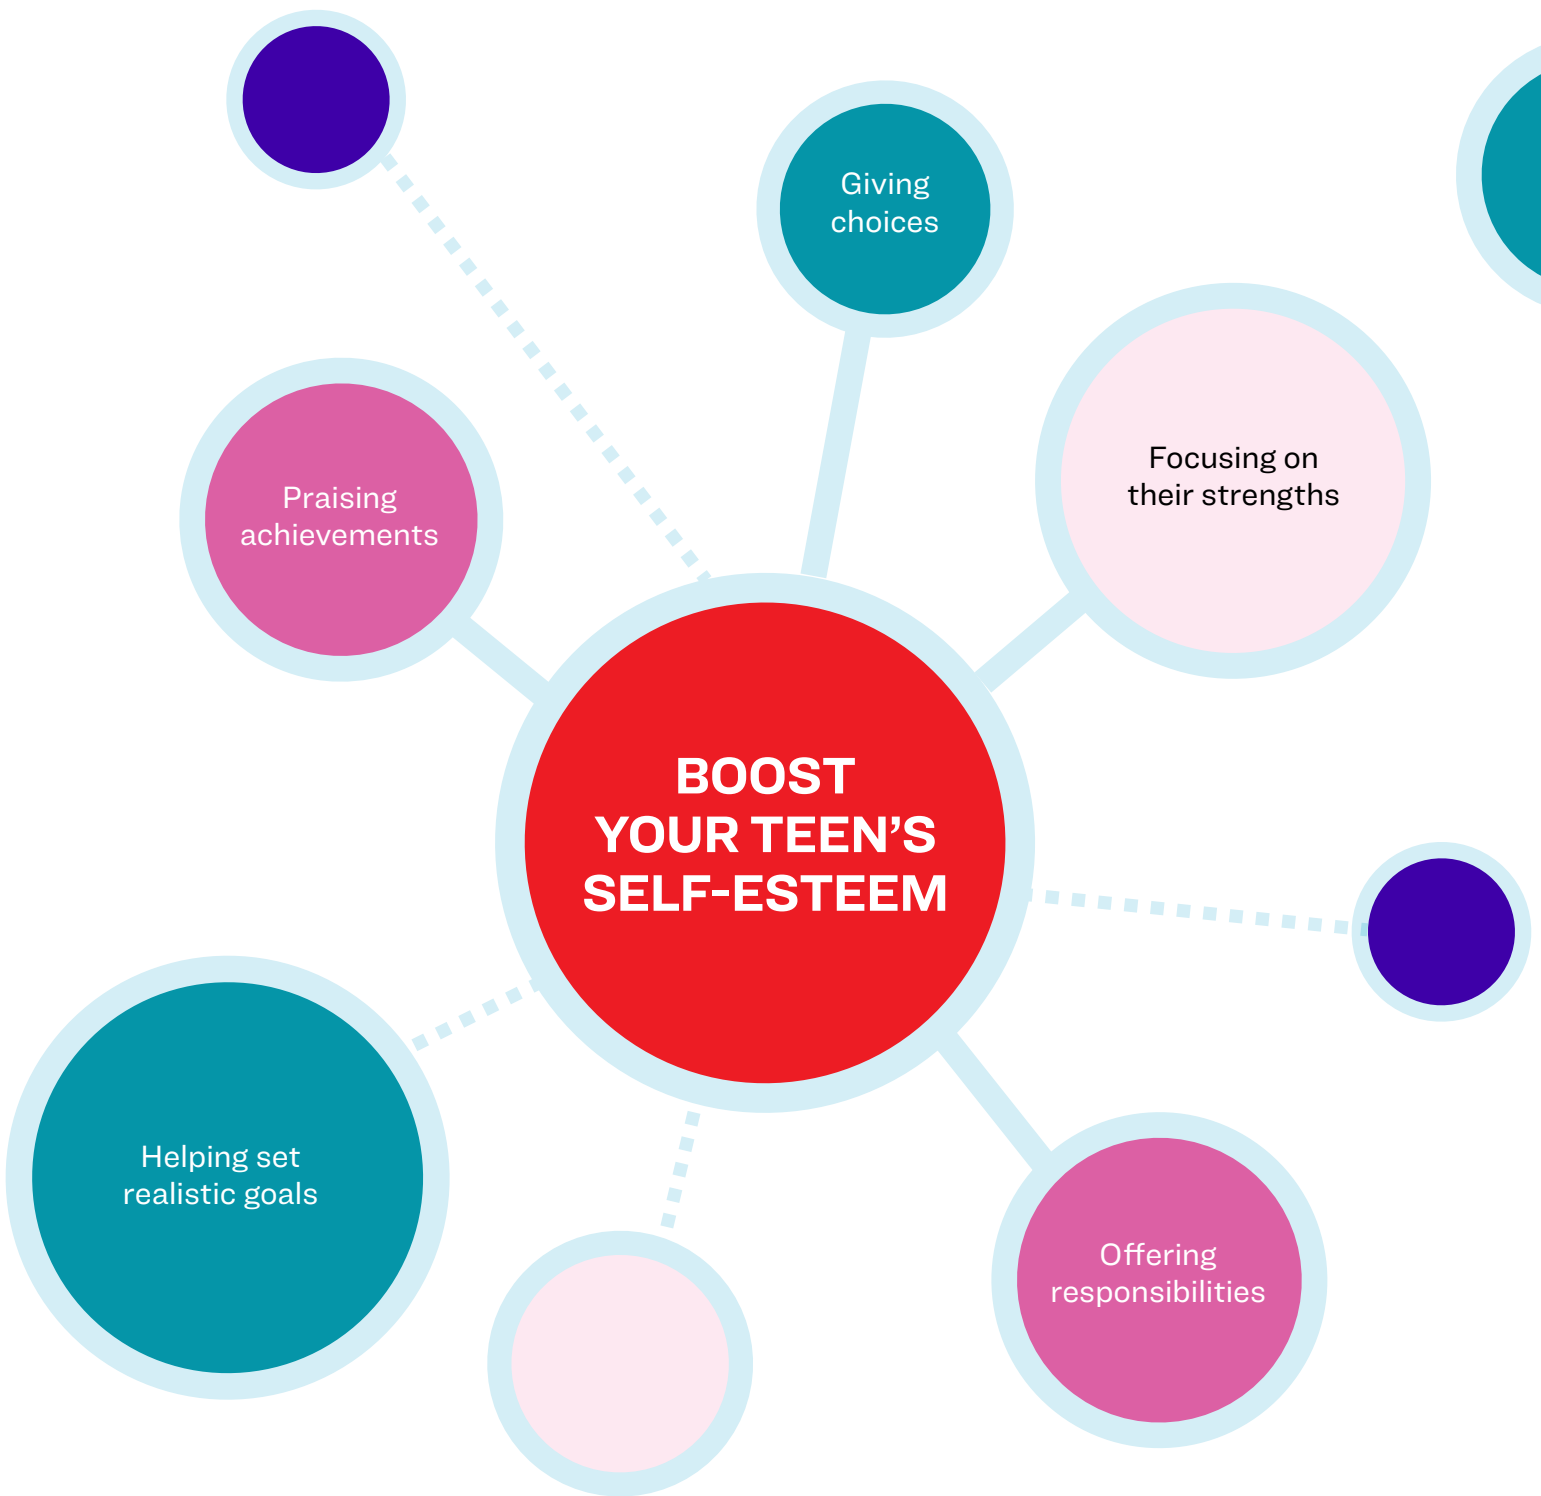 Giving
choices
Focusing on
their strengths
Praising
achievements
BOOST
YOUR TEEN’S
SELF-ESTEEM
Helping set
realistic goals
Offering
responsibilities